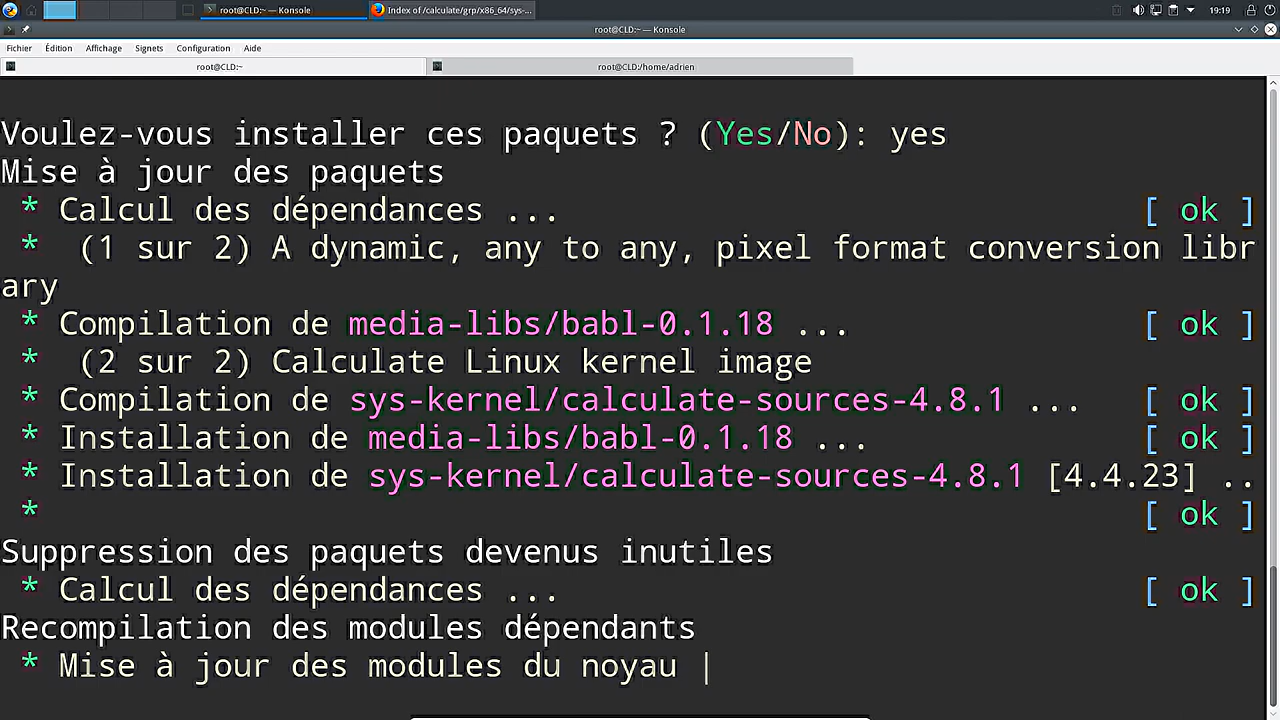 root@CLD:~ — Konsole
Index of /calculate/grp/x86_64/sys-...
19:19
root@CLD:~ — Konsole
Fichier Édition Affichage Signets Configuration Aide
root@CLD:~
root@CLD:/home/adrien
Voulez-vous installer ces paquets ? (Yes/No): yes
Mise à jour des paquets
* Calcul des dépendances ... [ ok ]
* (1 sur 2) A dynamic, any to any, pixel format conversion libr
ary
* Compilation de media-libs/babl-0.1.18 ... [ ok ]
* (2 sur 2) Calculate Linux kernel image
* Compilation de sys-kernel/calculate-sources-4.8.1 ... [ ok ]
* Installation de media-libs/babl-0.1.18 ... [ ok ]
* Installation de sys-kernel/calculate-sources-4.8.1 [4.4.23] ..
* [ ok ]
Suppression des paquets devenus inutiles
* Calcul des dépendances ... [ ok ]
Recompilation des modules dépendants
* Mise à jour des modules du noyau |